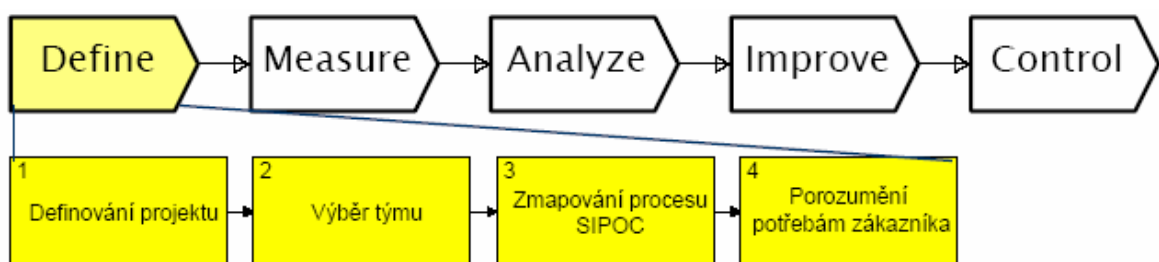 Define
Measure
Analyze
Improve
Control
1
Definování projektu
2
Výběr týmu
3
Zmapování procesu
SIPOC
4
Porozumění
potřebám zákazníka